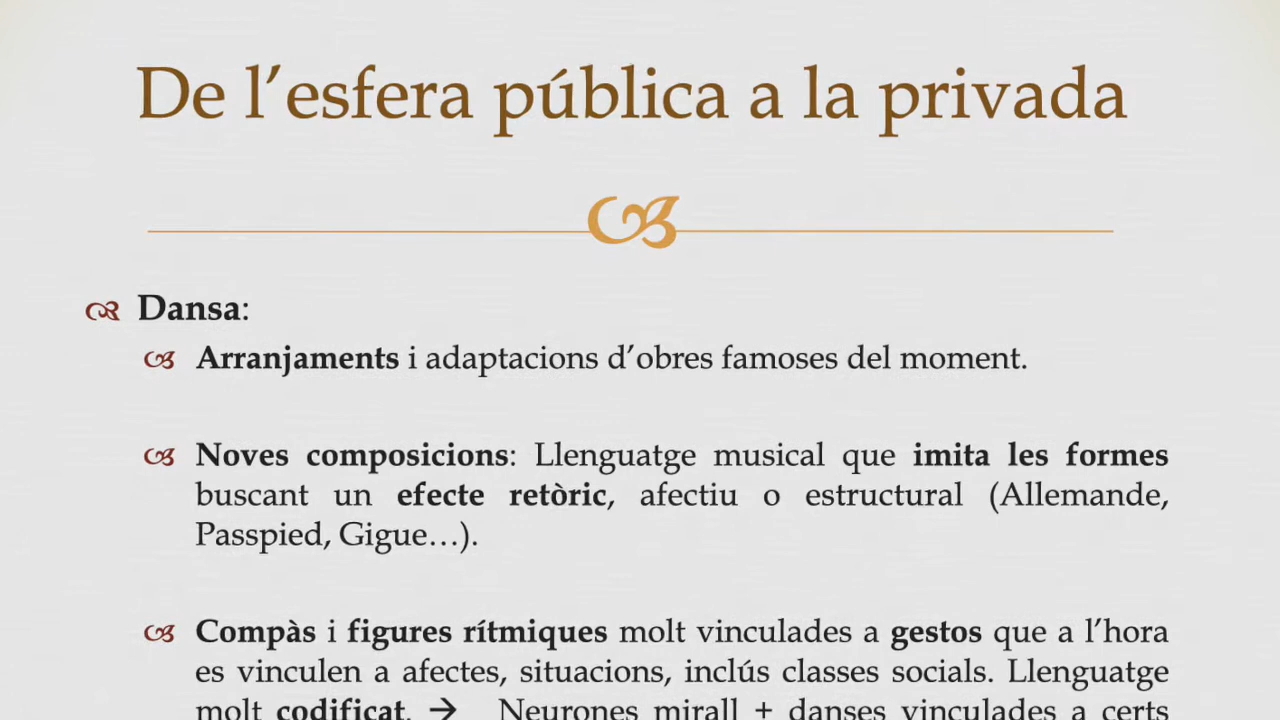 De l’esfera pública a la privada
Dansa:
Arranjaments i adaptacions d’obres famoses del moment.
Noves composicions: Llenguatge musical que imita les formes
buscant un efecte retòric, afectiu o estructural (Allemande,
Passpied, Gigue…).
Compàs i figures rítmiques molt vinculades a gestos que a l’hora
es vinculen a afectes, situacions, inclús classes socials. Llenguatge
molt codificat. → Neurones mirall + danses vinculades a certs